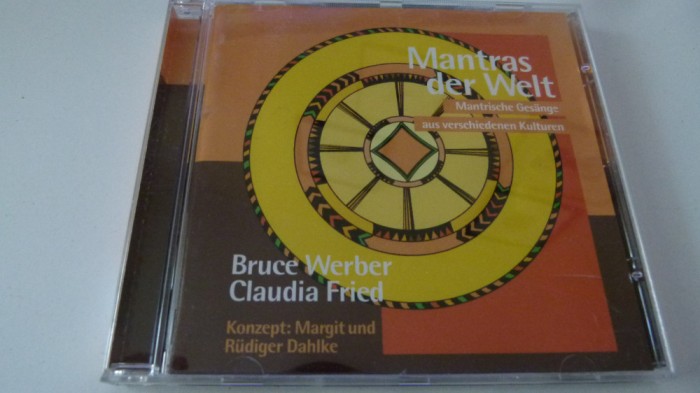 Mantras
der Welt
Mantrische Gesänge
aus verschiedenen Kulturen
Bruce Werber
Claudia Fried
Konzept: Margit und
Rüdiger Dahlke